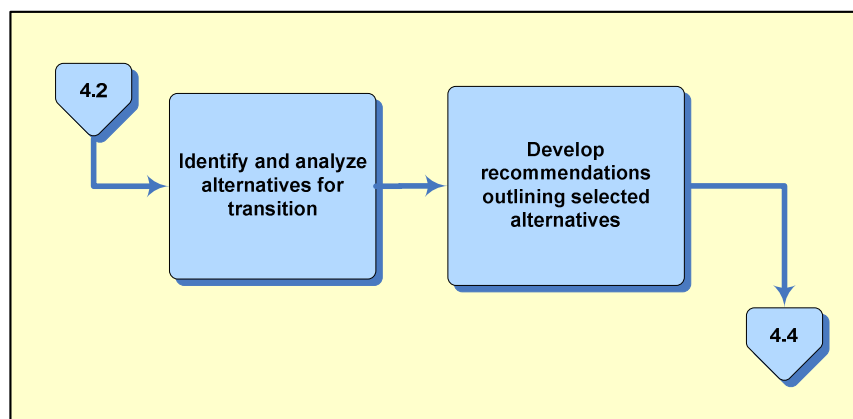 4.2
Identify and analyze
alternatives for
transition
Develop
recommendations
outlining selected
alternatives
4.4